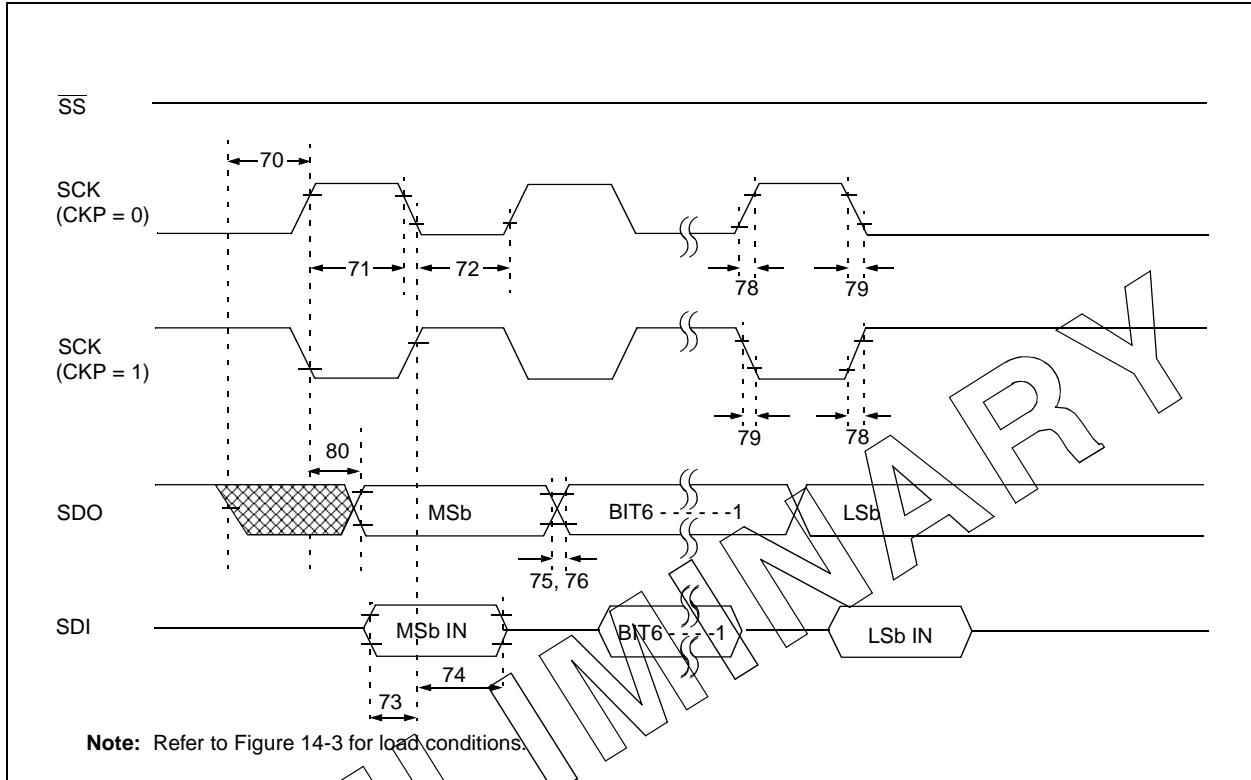 SS
70
SCK
(CKP = 0)
71
72
78
79
SCK
(CKP = 1)
79
78
80
SDO
MSb
BIT6 - - - - - -1
LSb
75, 76
SDI
MSb IN
BIT6 - - - -1
LSb IN
74
73
Note: Refer to Figure 14-3 for load conditions.